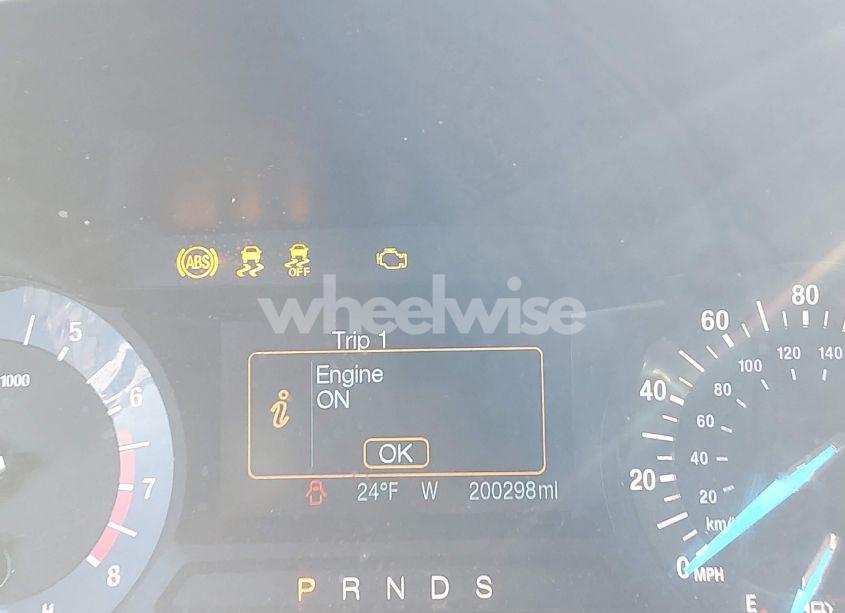 ABS
OFF
wheelwise
Trip 1
Engine
ON
OK
24°F W 200298mi
1000
5
6
7
8
H
P R N D S
0
20
40
60
80
MPH
km/
20
40
60
80
100
120
140
E